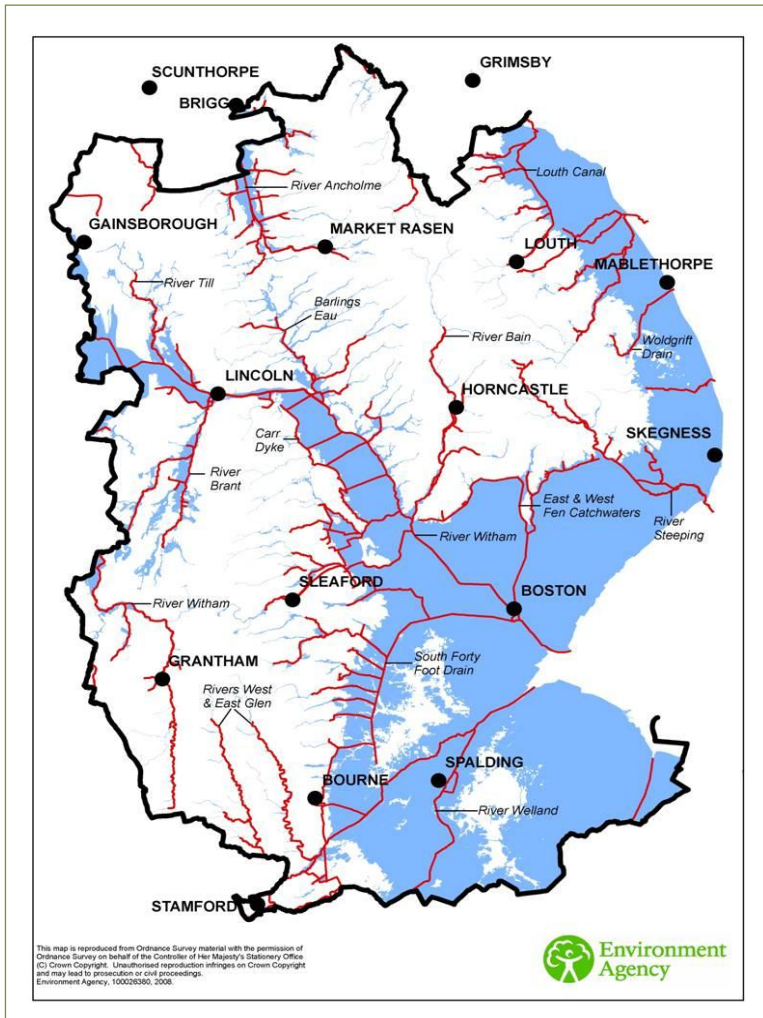 SCUNTHORPE
GRIMSBY
BRIGG
Louth Canal
River Ancholme
GAINSBOROUGH
MARKET RASEN
LOUTH
MABLETHORPE
River Till
Barlings
Eau
River Bain
Woldgrift
Drain
LINCOLN
HORNCASTLE
Carr
Dyke
SKEGNESS
River
Brant
East & West
Fen Catchwaters
River
Steeping
River Witham
SLEAFORD
BOSTON
River Witham
GRANTHAM
South Forty
Foot Drain
Rivers West
& East Glen
SPALDING
BOURNE
River Welland
STAMFORD
This map is reproduced from Ordnance Survey material with the permission of
Ordnance Survey on behalf of the Controller of Her Majesty's Stationery Office
(C) Crown Copyright. Unauthorised reproduction infringes on Crown Copyright
and may lead to prosecution or civil proceedings.
Environment Agency, 100026380, 2008.
Environment
Agency